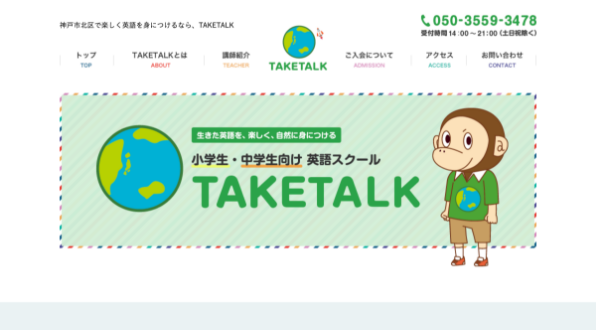 神戸市北区で楽しく英語を身につけるなら、TAKETALK
050-3559-3478
受付時間 14:00~21:00(土日祝除く)
トップ
TOP
TAKETALKとは
ABOUT
講師紹介
TEACHER
TAKETALK
ご入会について
ADMISSION
アクセス
ACCESS
お問い合わせ
CONTACT
生きた英語を、楽しく、自然に身につける
小学生・中学生向け 英語スクール
TAKETALK